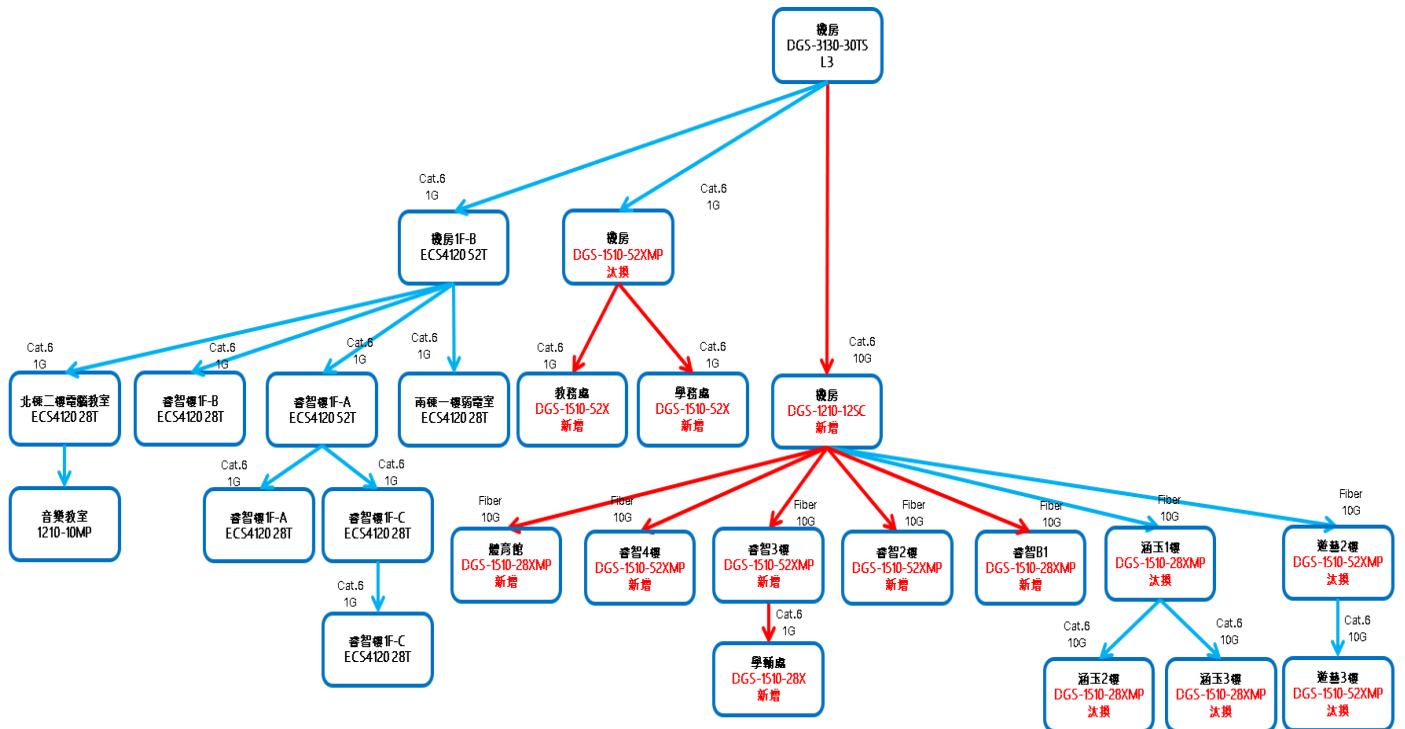 機房
DGS-3130-30TS
L3
Cat.6
1G
Cat.6
1G
機房1F-B
ECS4120 52T
機房
DGS-1510-52XMP
汰換
Cat.6
1G
Cat.6
1G
Cat.6
1G
Cat.6
1G
Cat.6
1G
Cat.6
1G
Cat.6
10G
北棟二樓電腦教室
ECS4120 28T
睿智樓1F-B
ECS4120 28T
睿智樓1F-A
ECS4120 52T
南棟一樓弱電室
ECS4120 28T
教務處
DGS-1510-52X
新增
學務處
DGS-1510-52X
新增
機房
DGS-1210-12SC
新增
Cat.6
1G
Cat.6
1G
音樂教室
1210-10MP
睿智樓1F-A
ECS4120 28T
睿智樓1F-C
ECS4120 28T
Fiber
10G
Fiber
10G
Fiber
10G
Fiber
10G
Fiber
10G
Fiber
10G
Fiber
10G
體育館
DGS-1510-28XMP
新增
睿智4樓
DGS-1510-52XMP
新增
睿智3樓
DGS-1510-52XMP
新增
睿智2樓
DGS-1510-52XMP
新增
睿智B1
DGS-1510-28XMP
新增
涵玉1樓
DGS-1510-28XMP
汰換
遊藝2樓
DGS-1510-52XMP
汰換
Cat.6
1G
睿智樓1F-C
ECS4120 28T
Cat.6
1G
Cat.6
10G
Cat.6
10G
Cat.6
10G
學輔處
DGS-1510-28X
新增
涵玉2樓
DGS-1510-28XMP
汰換
涵玉3樓
DGS-1510-28XMP
汰換
遊藝3樓
DGS-1510-52XMP
汰換